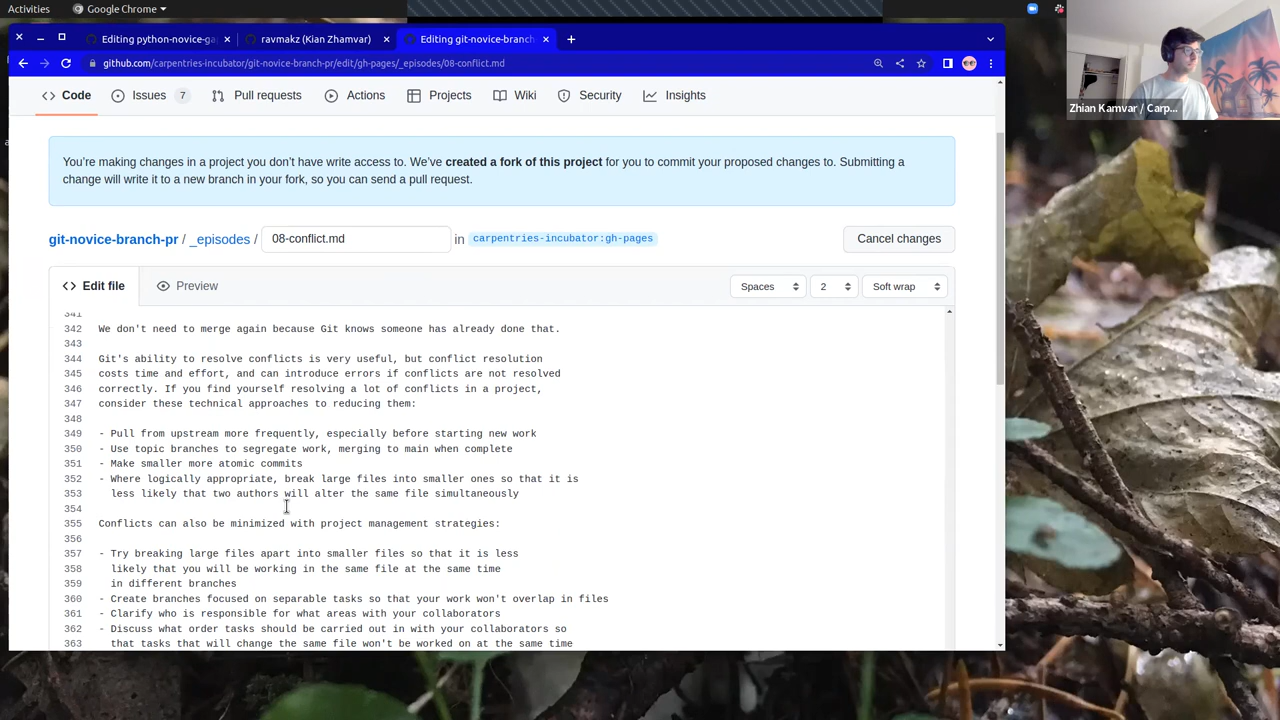 Activities
Google Chrome
Editing python-novice-ga
ravmakz (Kian Zhamvar)
Editing git-novice-branch
github.com/carpentries-incubator/git-novice-branch-pr/edit/gh-pages/_episodes/08-conflict.md
Zhian Kamvar / Carp...
Code
Issues 7
Pull requests
Actions
Projects
Wiki
Security
Insights
You're making changes in a project you don't have write access to. We've created a fork of this project for you to commit your proposed changes to. Submitting a
change will write it to a new branch in your fork, so you can send a pull request.
git-novice-branch-pr / _episodes / 08-conflict.md in carpentries-incubator:gh-pages
Cancel changes
Edit file
Preview
Spaces
2
Soft wrap
341
342 We don't need to merge again because Git knows someone has already done that.
343
344 Git's ability to resolve conflicts is very useful, but conflict resolution
345 costs time and effort, and can introduce errors if conflicts are not resolved
346 correctly. If you find yourself resolving a lot of conflicts in a project,
347 consider these technical approaches to reducing them:
348
349 - Pull from upstream more frequently, especially before starting new work
350 - Use topic branches to segregate work, merging to main when complete
351 - Make smaller more atomic commits
352 - Where logically appropriate, break large files into smaller ones so that it is
353 less likely that two authors will alter the same file simultaneously
354
355 Conflicts can also be minimized with project management strategies:
356
357 - Try breaking large files apart into smaller files so that it is less
358 likely that you will be working in the same file at the same time
359 in different branches
360 - Create branches focused on separable tasks so that your work won't overlap in files
361 - Clarify who is responsible for what areas with your collaborators
362 - Discuss what order tasks should be carried out in with your collaborators so
363 that tasks that will change the same file won't be worked on at the same time